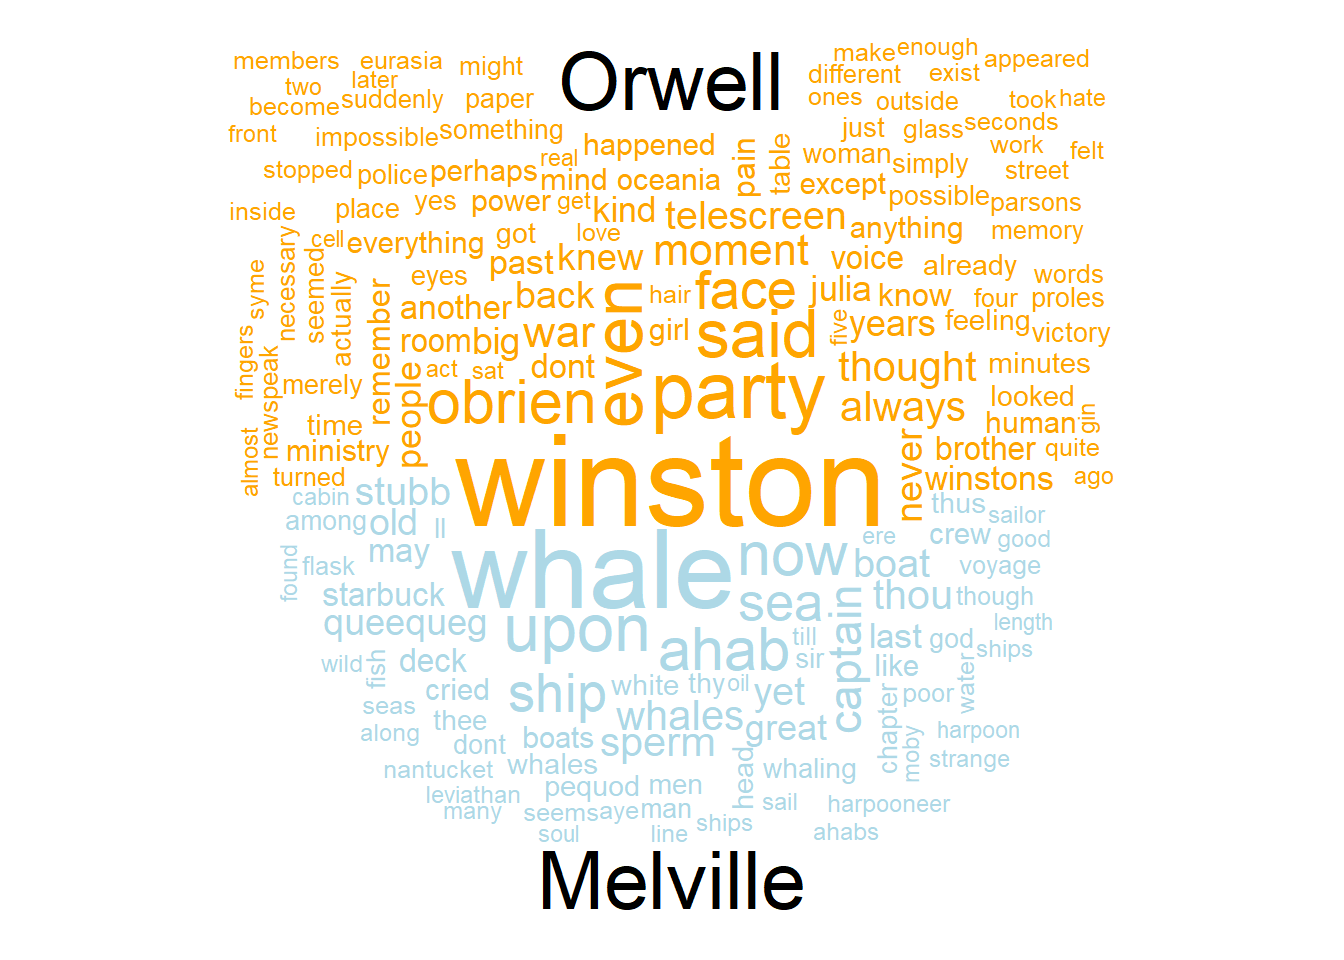 Orwell
members eurasia might make enough appeared
two later different exist
become suddenly paper ones outside took hate
front impossible something just glass seconds
happened work felt
stopped police perhaps real mind oceania pain table woman simply street
except possible parsons
inside place yes power get kind telescreen anything memory
cell everything got love
past knew moment voice already words
syme necessary seemed actually eyes
remember another back even hair face julia know four proles
fingers newspeak room big war girl said five years feeling victory
merely people act sat dont thought minutes
obrien party always looked
time human gin
almost ministry brother quite
turned winston never winstons ago
cabin stubb thus sailor
among old ll
found flask may whale now ere crew good
boat voyage
starbuck sea . captain thou though
queequeg upon length
ahab till last god ships
wild fish deck sir like water
cried ship white thy oil yet poor
seas thee whales great chapter moby harpoon
along dont boats sperm strange
nantucket whales head whaling
leviathan pequod men
many seems aye man sail harpooneer
soul line ships ahabs
Melville